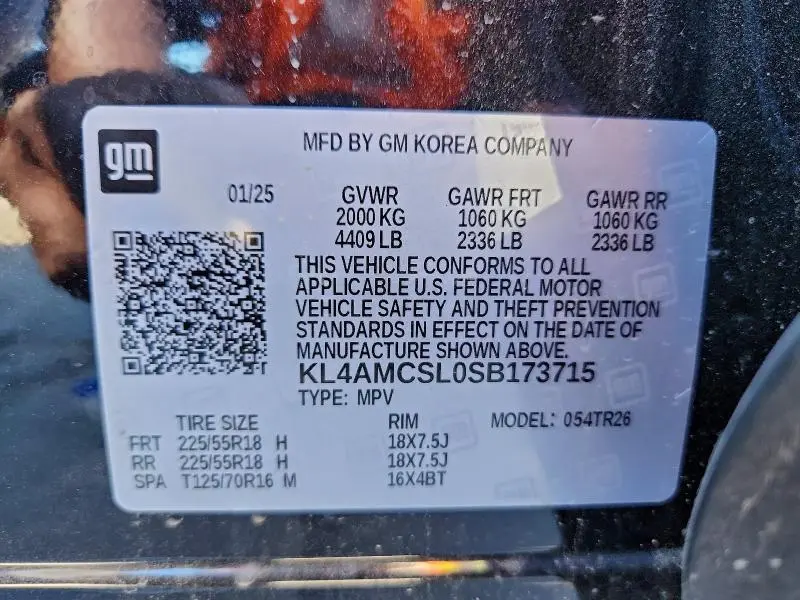 gm
MFD BY GM KOREA COMPANY
01/25 GVWR GAWR FRT GAWR RR
2000 KG 1060 KG 1060 KG
4409 LB 2336 LB 2336 LB
THIS VEHICLE CONFORMS TO ALL
APPLICABLE U.S. FEDERAL MOTOR
VEHICLE SAFETY AND THEFT PREVENTION
STANDARDS IN EFFECT ON THE DATE OF
MANUFACTURE SHOWN ABOVE.
KL4AMCSL0SB173715
TYPE: MPV
TIRE SIZE RIM MODEL: 054TR26
FRT 225/55R18 H 18X7.5J
RR 225/55R18 H 18X7.5J
SPA T125/70R16 M 16X4BT